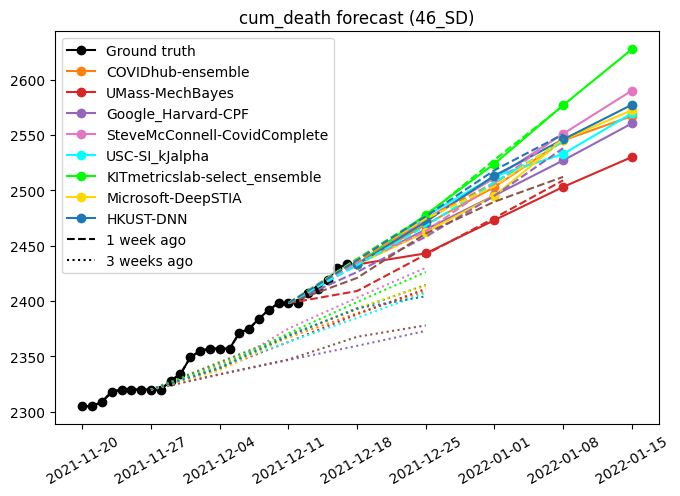 cum_death forecast (46_SD)
Ground truth
COVIDhub-ensemble
UMass-MechBayes
Google_Harvard-CPF
SteveMcConnell-CovidComplete
USC-SI_kJalpha
KITmetricslab-select_ensemble
Microsoft-DeepSTIA
HKUST-DNN
1 week ago
3 weeks ago
2600
2550
2500
2450
2400
2350
2300
2021-11-20
2021-11-27
2021-12-04
2021-12-11
2021-12-18
2021-12-25
2022-01-01
2022-01-08
2022-01-15